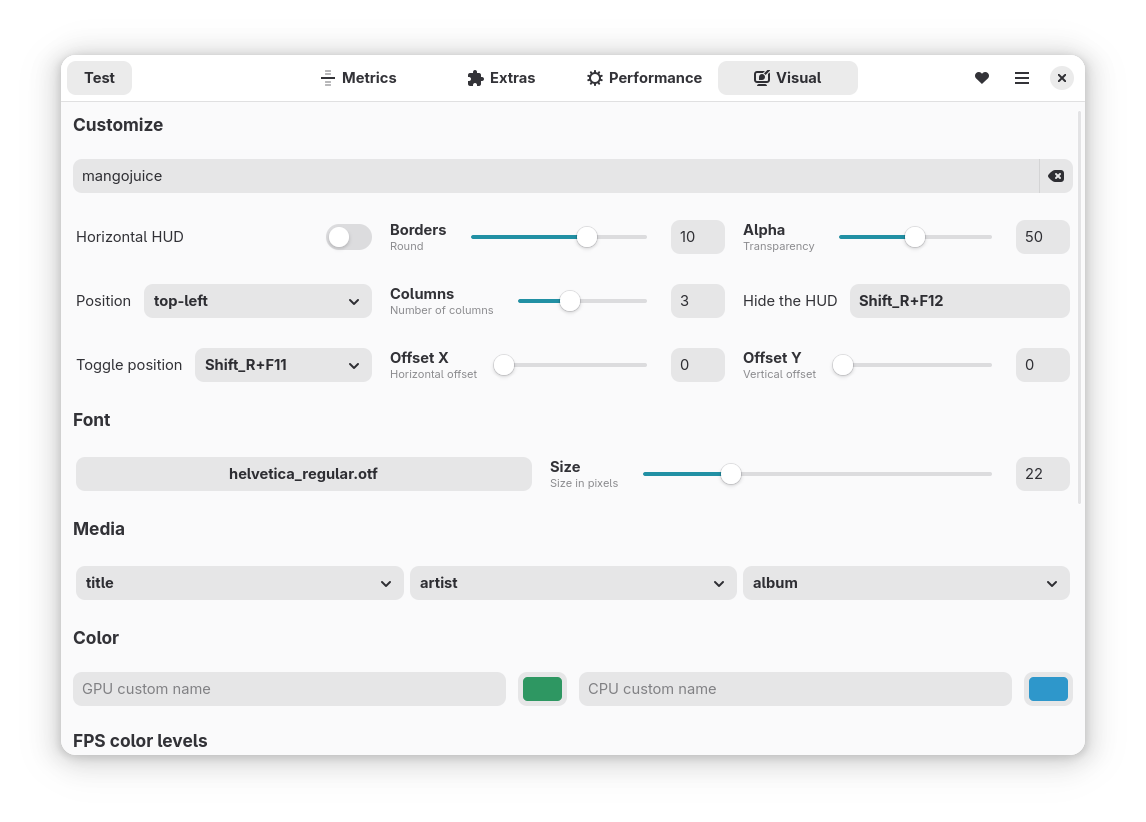 Test
Metrics
Extras
Performance
Visual
Customize
mangojuice
Horizontal HUD
Borders
Round
10
Alpha
Transparency
50
Position
top-left
Columns
Number of columns
3
Hide the HUD
Shift_R+F12
Toggle position
Shift_R+F11
Offset X
Horizontal offset
0
Offset Y
Vertical offset
0
Font
helvetica_regular.otf
Size
Size in pixels
22
Media
title
artist
album
Color
GPU custom name
CPU custom name
FPS color levels